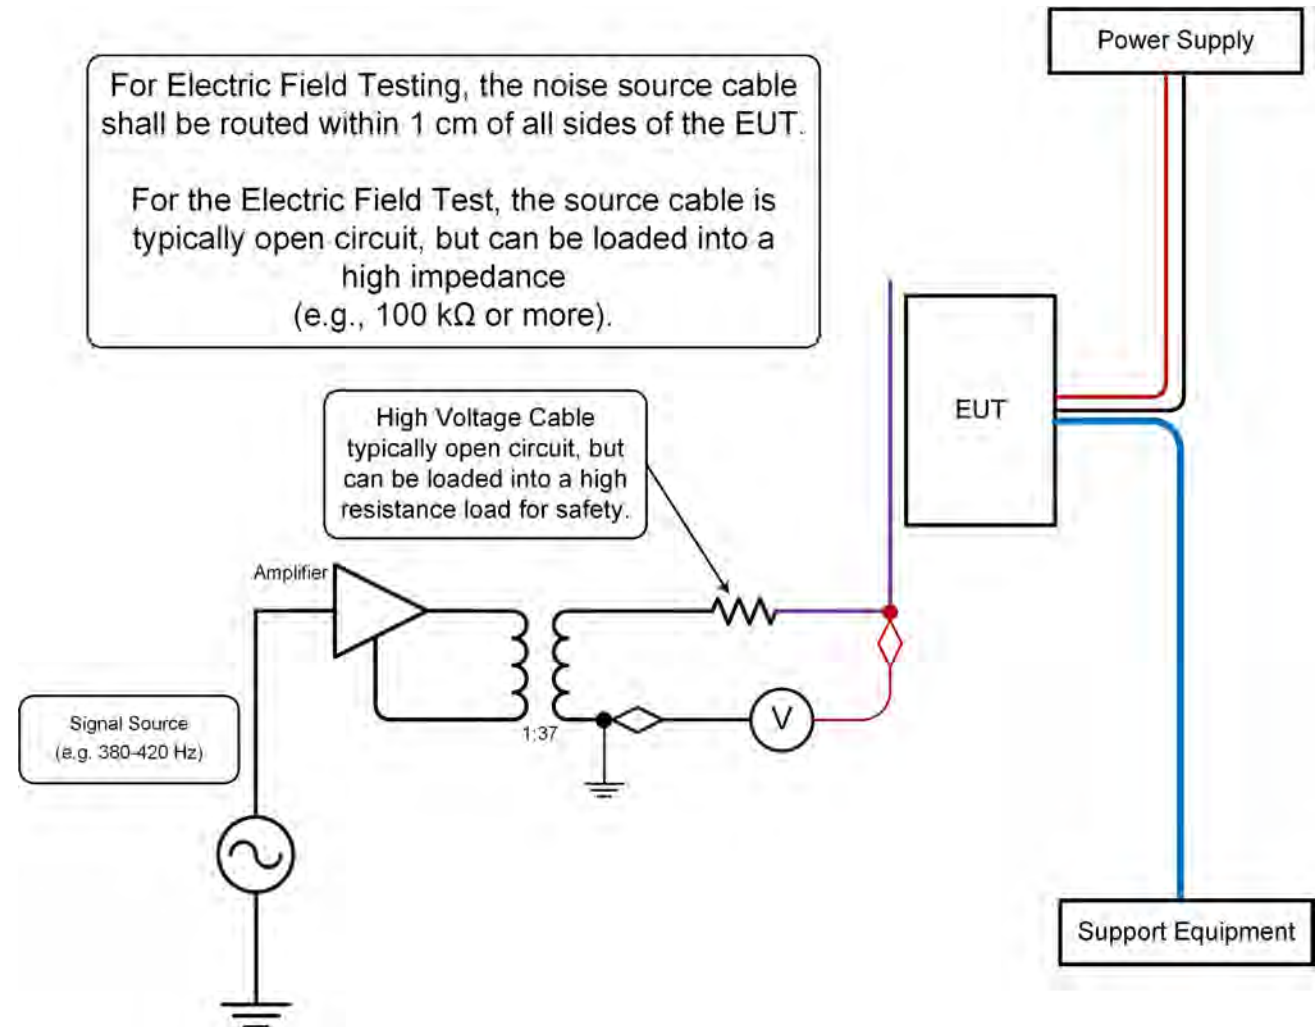 Power Supply
For Electric Field Testing, the noise source cable
shall be routed within 1 cm of all sides of the EUT.
For the Electric Field Test, the source cable is
typically open circuit, but can be loaded into a
high impedance
(e.g., 100 kΩ or more).
EUT
High Voltage Cable
typically open circuit, but
can be loaded into a high
resistance load for safety.
Amplifier
Signal Source
(e.g. 380-420 Hz)
1:37
V
Support Equipment